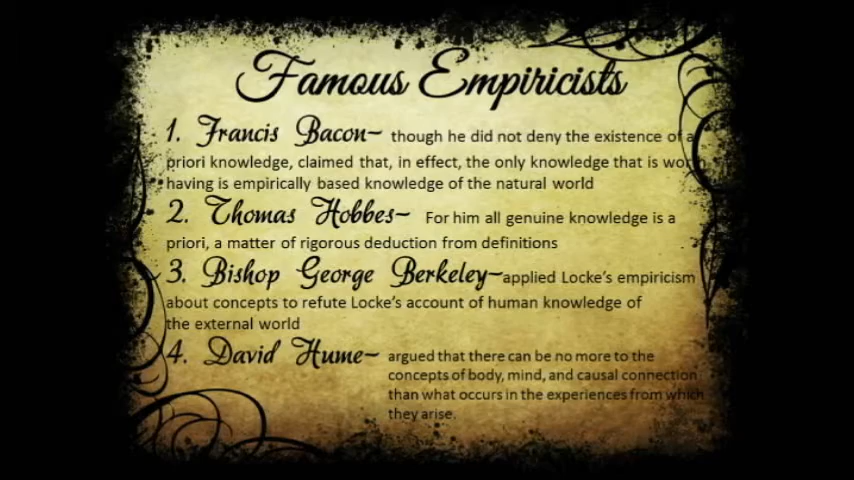 Famous Empiricists
1. Francis Bacon~ though he did not deny the existence of a
priori knowledge, claimed that, in effect, the only knowledge that is worth
having is empirically based knowledge of the natural world
2. Thomas Hobbes~ For him all genuine knowledge is a
priori, a matter of rigorous deduction from definitions
3. Bishop George Berkeley~applied Locke's empiricism
about concepts to refute Locke's account of human knowledge of
the external world
4. David Hume~ argued that there can be no more to the
concepts of body, mind, and causal connection
than what occurs in the experiences from which
they arise.